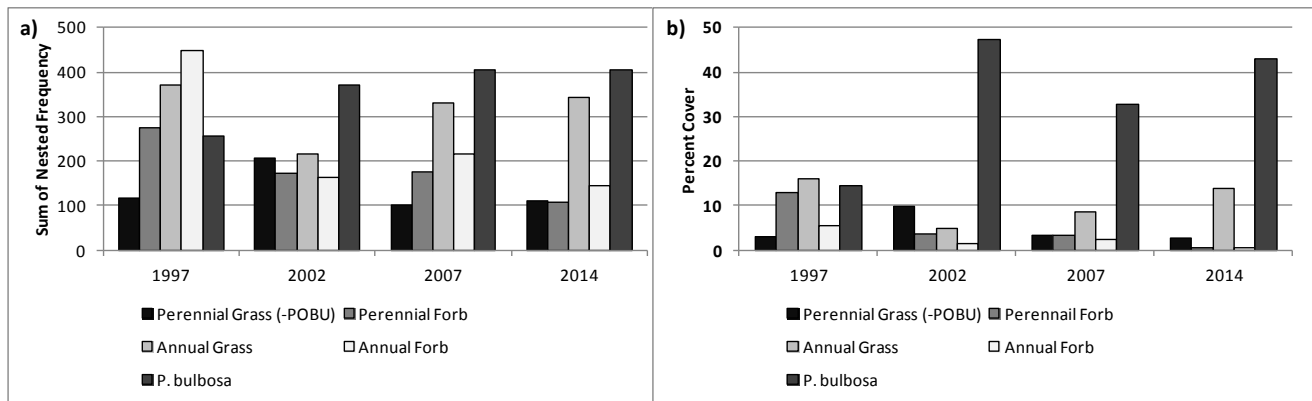 a)
500
400
300
200
100
0
Sum of Nested Frequency
1997 2002 2007 2014
Perennial Grass (-POBU) Perennial Forb
Annual Grass Annual Forb
P. bulbosa
b)
50
40
30
20
10
0
Percent Cover
1997 2002 2007 2014
Perennial Grass (-POBU) Perennail Forb
Annual Grass Annual Forb
P. bulbosa